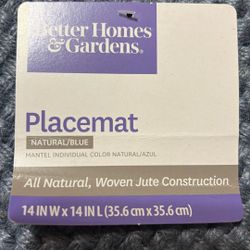 Better Homes
& Gardens®
Placemat
NATURAL/BLUE
MANTEL INDIVIDUAL COLOR NATURAL/AZUL
All Natural, Woven Jute Construction
14 IN W x 14 IN L (35.6 cm x 35.6 cm)